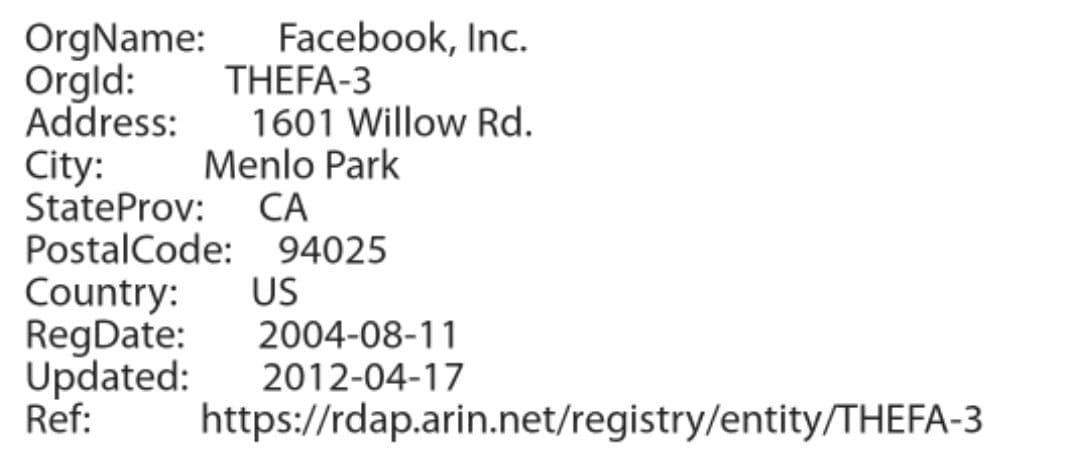 OrgName: Facebook, Inc.
OrgId: THEFA-3
Address: 1601 Willow Rd.
City: Menlo Park
StateProv: CA
PostalCode: 94025
Country: US
RegDate: 2004-08-11
Updated: 2012-04-17
Ref: https://rdap.arin.net/registry/entity/THEFA-3